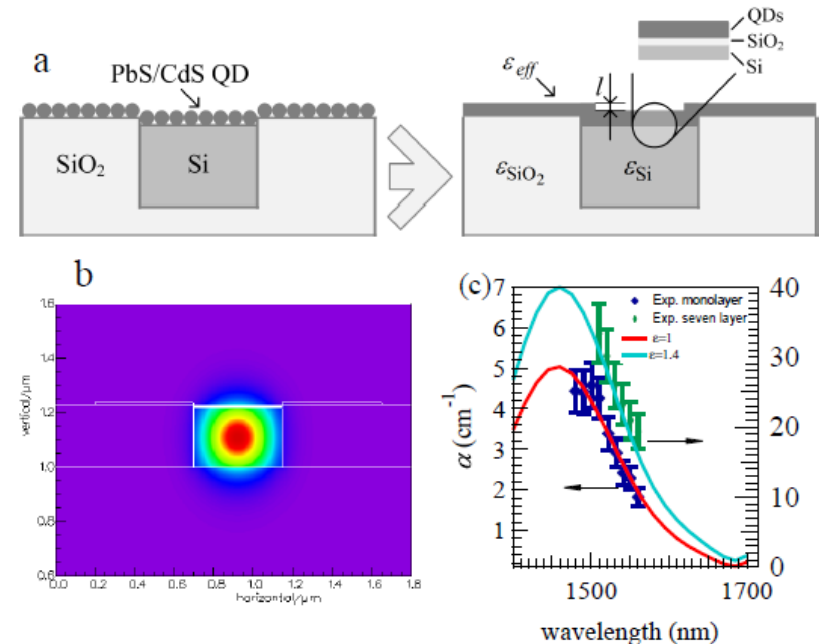 a
PbS/CdS QD
SiO2
Si
QDs
SiO2
Si
εeff
l
εSiO2
εSi
b
1.6
1.4
1.2
1.0
0.8
0.6
vertical/μm
0.0 0.2 0.4 0.6 0.8 1.0 1.2 1.4 1.6 1.8
horizontal/μm
(c)
7
6
5
4
3
2
1
α (cm-1)
Exp. monolayer
Exp. seven layer
ε=1
ε=1.4
40
30
20
10
0
1500 1700
wavelength (nm)